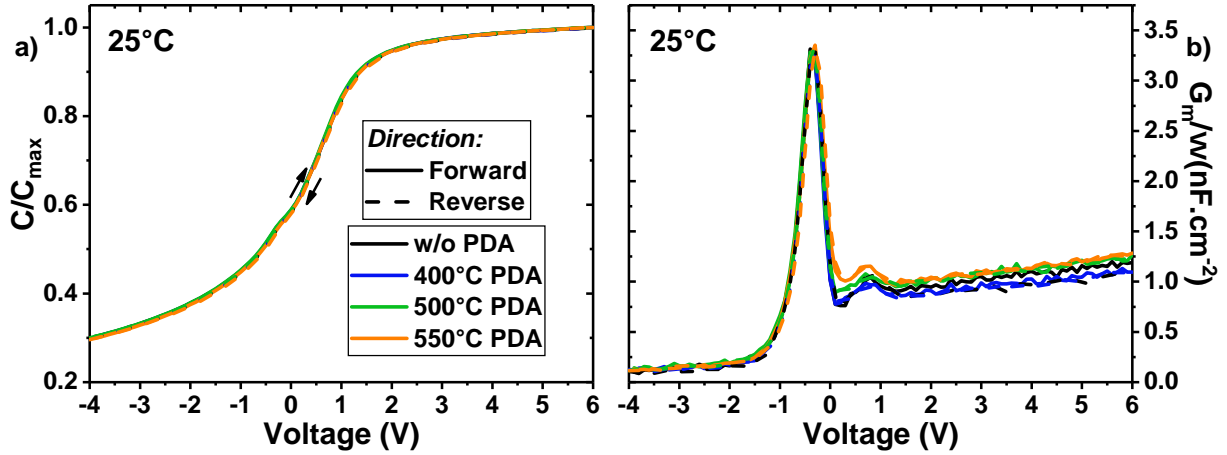 a)
25°C
C/Cmax
1.0
0.8
0.6
0.4
0.2
Direction:
Forward
Reverse
w/o PDA
400°C PDA
500°C PDA
550°C PDA
-4 -3 -2 -1 0 1 2 3 4 5 6
Voltage (V)
25°C
b)
3.5
3.0
2.5
2.0
1.5
1.0
0.5
0.0
Gm/w(nF.cm-2)
-4 -3 -2 -1 0 1 2 3 4 5 6
Voltage (V)